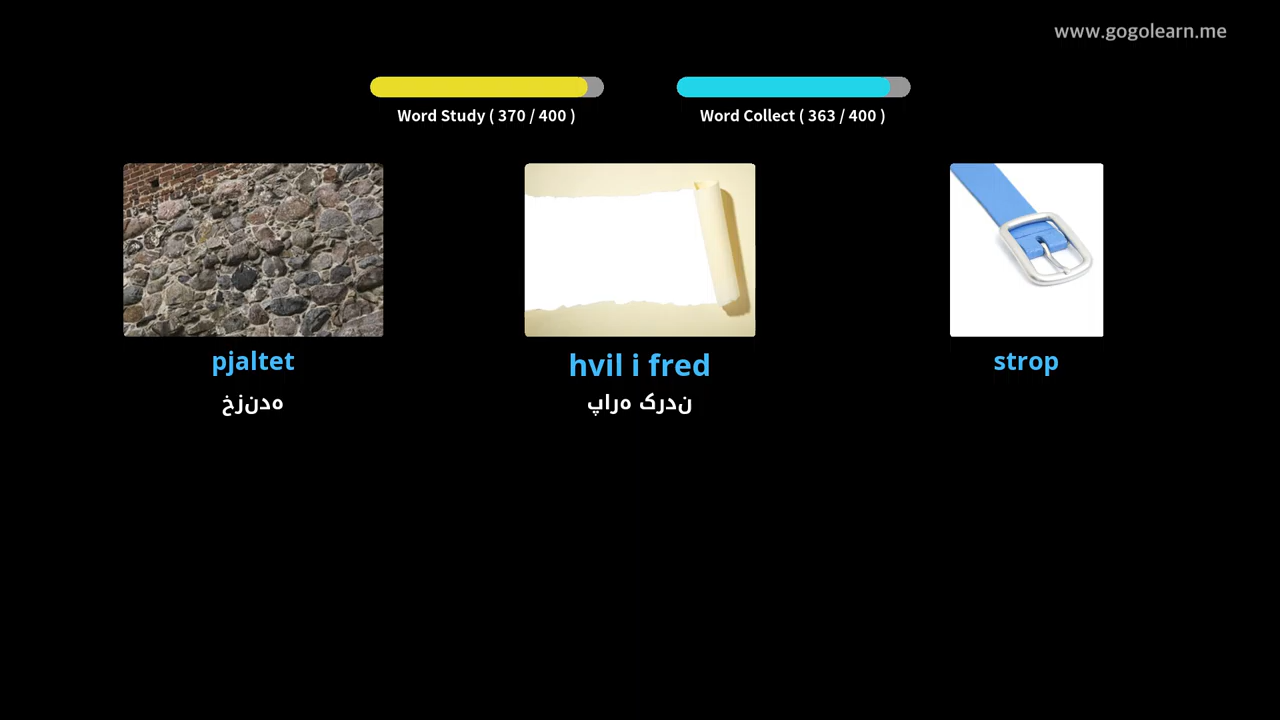 www.gogolearn.me
Word Study ( 370 / 400 )
Word Collect ( 363 / 400 )
pjaltet
hvil i fred
strop
خزنده
پاره کردن